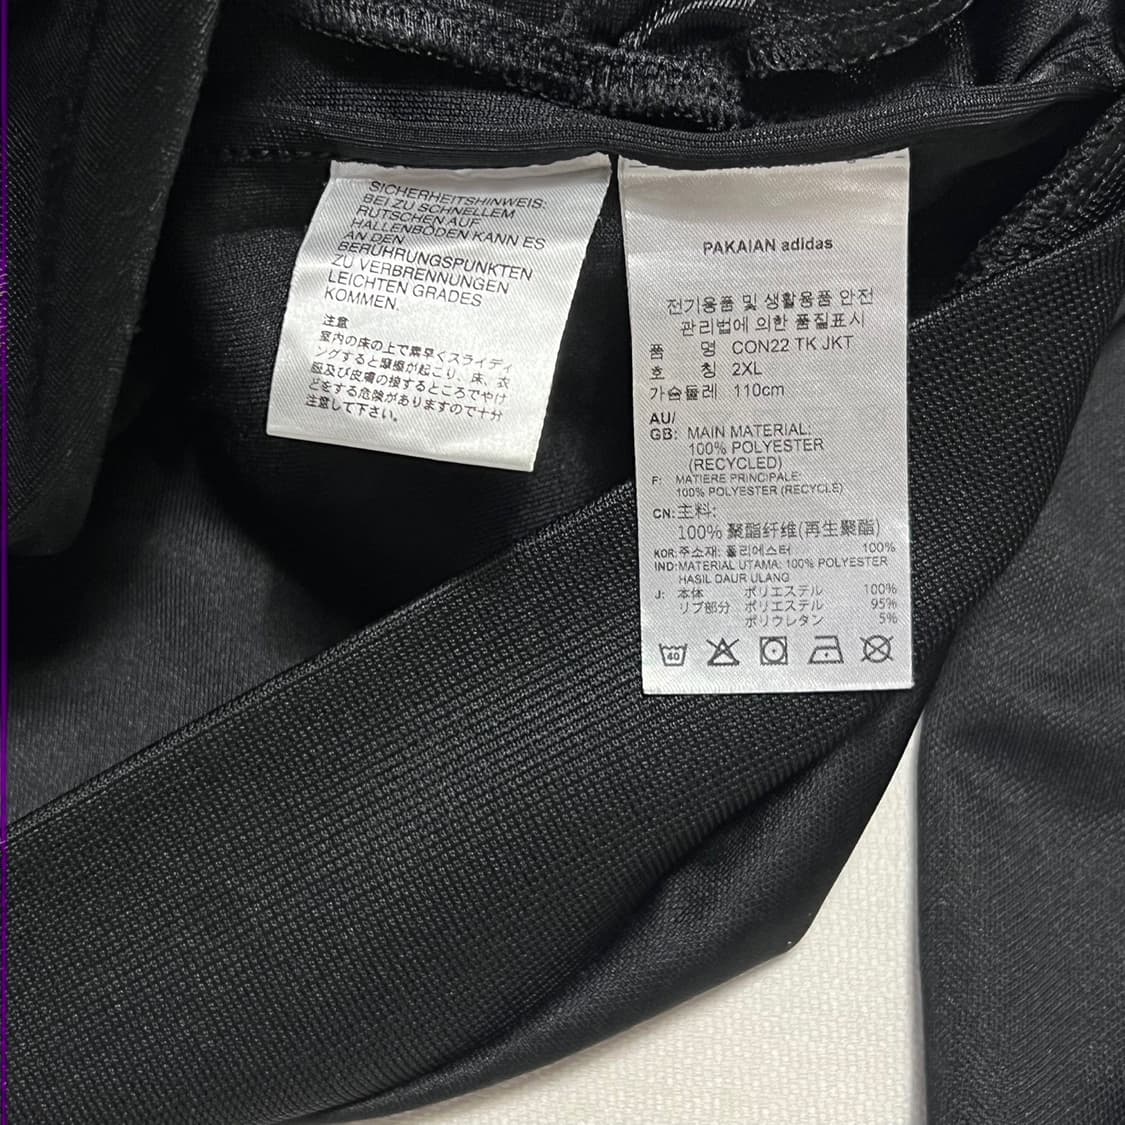 SICHERHEITSHINWEIS:
BEI ZU SCHNELLEM
RUTSCHEN AUF
HALLENBÖDEN KANN ES
AN DEN
BERÜHRUNGSPUNKTEN
ZU VERBRENNUNGEN
LEICHTEN GRADES
KOMMEN.
注意
室内の床の上で素早くスライディ
ングすると摩擦が起こり、床、衣
服及び皮膚の接するところでやけ
どをする危険がありますので十分
注意して下さい。
PAKAIAN adidas
전기용품 및 생활용품 안전
관리법에 의한 품질표시
품 명 CON22 TK JKT
호 칭 2XL
가슴둘레 110cm
AU/
GB: MAIN MATERIAL:
100% POLYESTER
(RECYCLED)
F: MATIERE PRINCIPALE:
100% POLYESTER (RECYCLÉ)
CN: 主料:
100% 聚酯纤维(再生聚酯)
KOR: 주소재: 폴리에스터 100%
IND: MATERIAL UTAMA: 100% POLYESTER
HASIL DAUR ULANG
J: 本体 ポリエステル 100%
リブ部分 ポリエステル 95%
ポリウレタン 5%
40